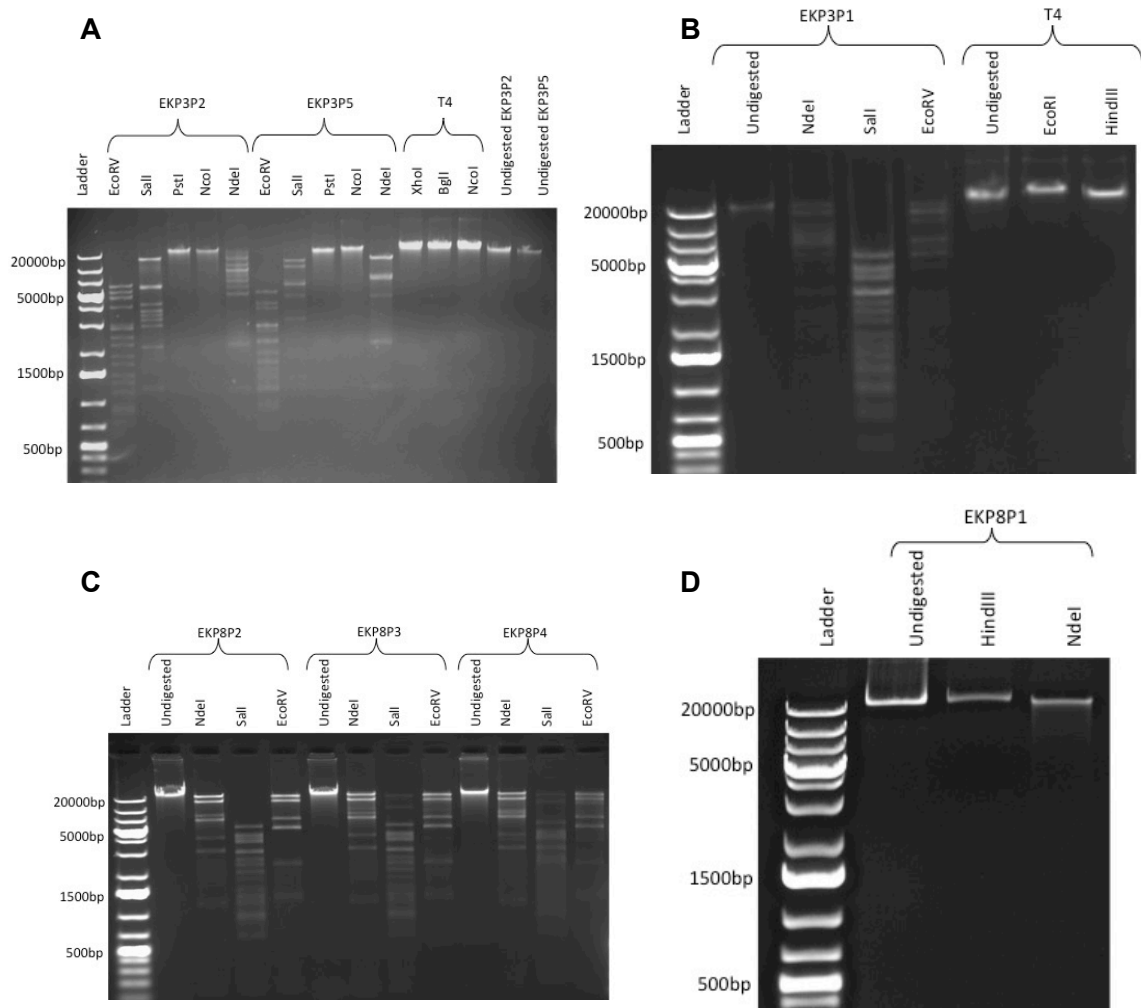 A
EKP3P2
EKP3P5
T4
Undigested EKP3P2
Undigested EKP3P5
Ladder
EcoRV
SalI
PstI
NcoI
NdeI
EcoRV
SalI
PstI
NcoI
NdeI
XhoI
BglI
NcoI
20000bp
5000bp
1500bp
500bp
B
EKP3P1
T4
Ladder
Undigested
NdeI
SalI
EcoRV
Undigested
EcoRI
HindIII
20000bp
5000bp
1500bp
500bp
C
EKP8P2
EKP8P3
EKP8P4
Ladder
Undigested
NdeI
SalI
EcoRV
Undigested
NdeI
SalI
EcoRV
Undigested
NdeI
SalI
EcoRV
20000bp
5000bp
1500bp
500bp
D
EKP8P1
Ladder
Undigested
HindIII
NdeI
20000bp
5000bp
1500bp
500bp